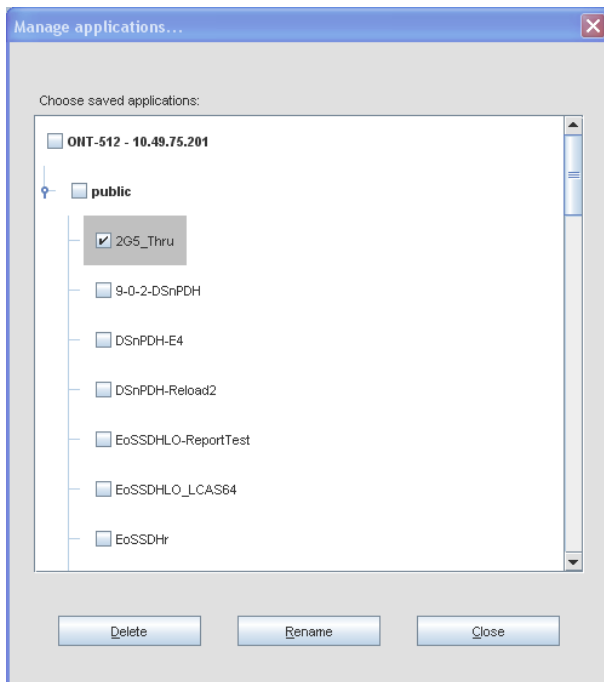 Manage applications...
Choose saved applications:
ONT-512 - 10.49.75.201
public
2G5_Thru
9-0-2-DSnPDH
DSnPDH-E4
DSnPDH-Reload2
EoSSDHLO-ReportTest
EoSSDHLO_LCAS64
EoSSDHr
Delete
Rename
Close